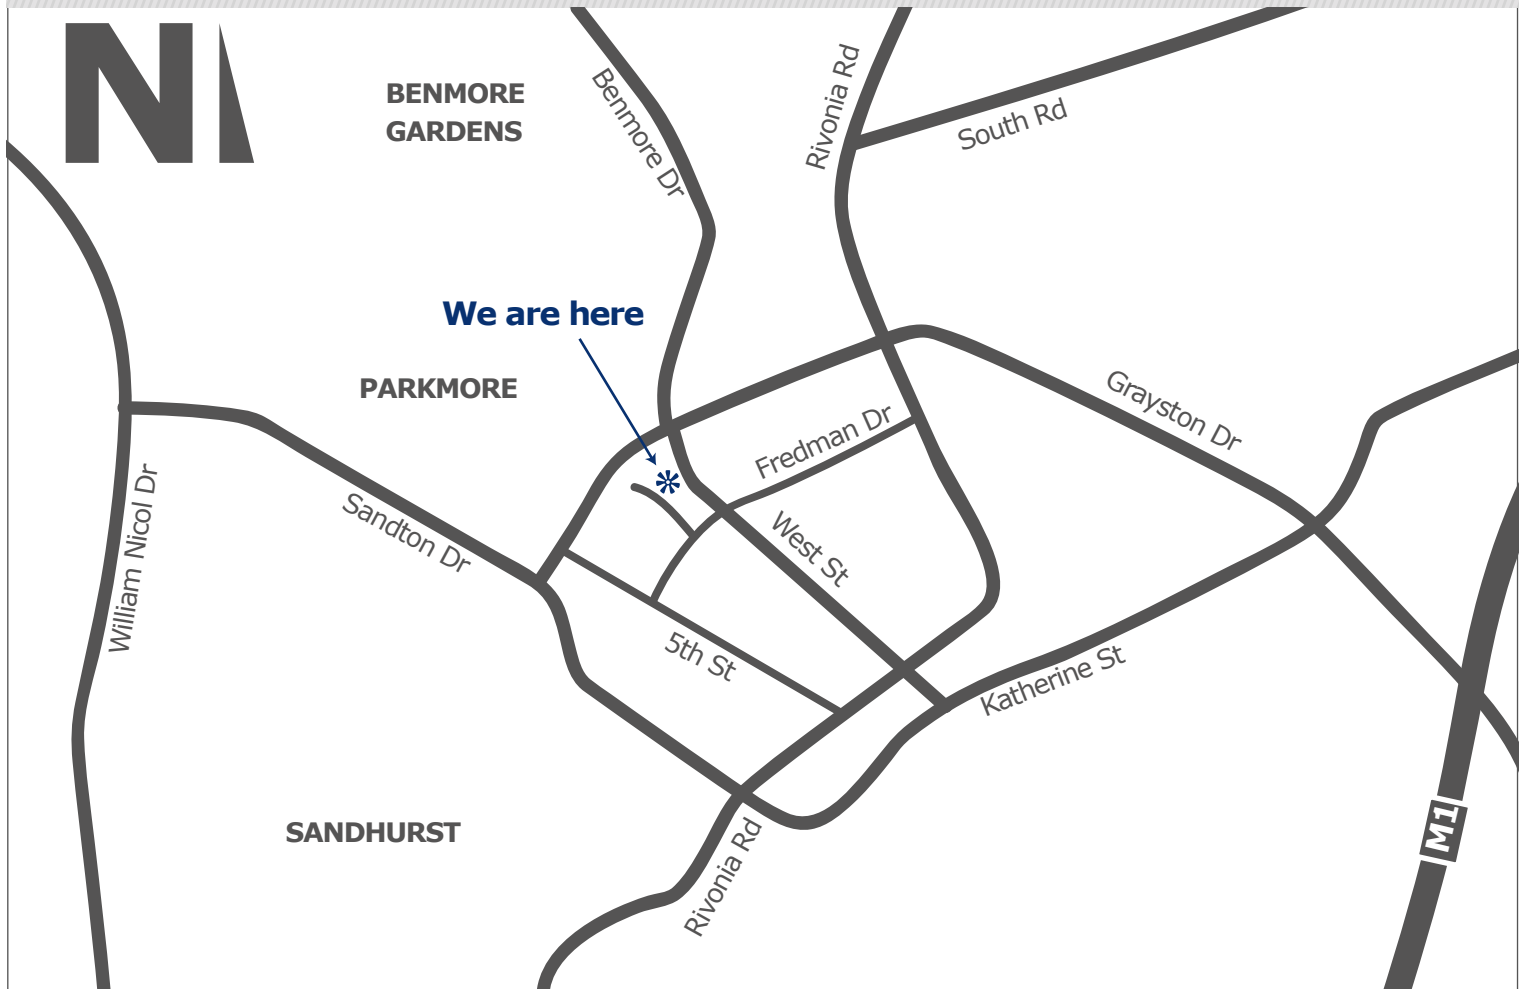 N
BENMORE
GARDENS
Benmore Dr
Rivonia Rd
South Rd
We are here
PARKMORE
Grayston Dr
Fredman Dr
William Nicol Dr
Sandton Dr
West St
5th St
Katherine St
SANDHURST
Rivonia Rd
M1